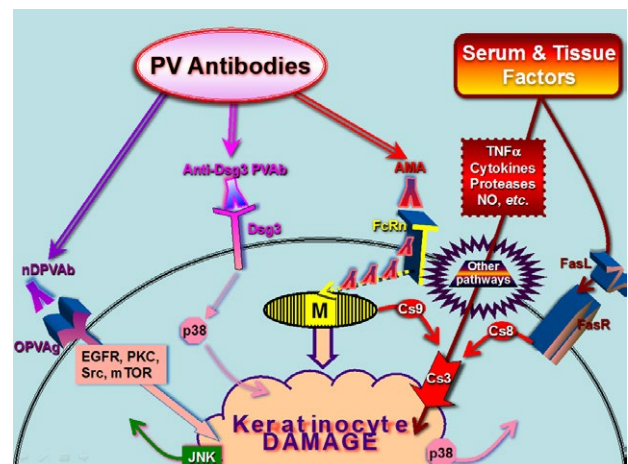 PV Antibodies
Serum & Tissue
Factors
TNFα
Cytokines
Proteases
NO, etc.
Anti-Dsg3 PVAb
AMA
Dsg3
FcRn
nDPVAb
OPVAg
Other
pathways
FasL
FasR
EGFR, PKC,
Src, mTOR
p38
M
Cs9
Cs8
Cs3
Keratinocyte
DAMAGE
JNK
p38